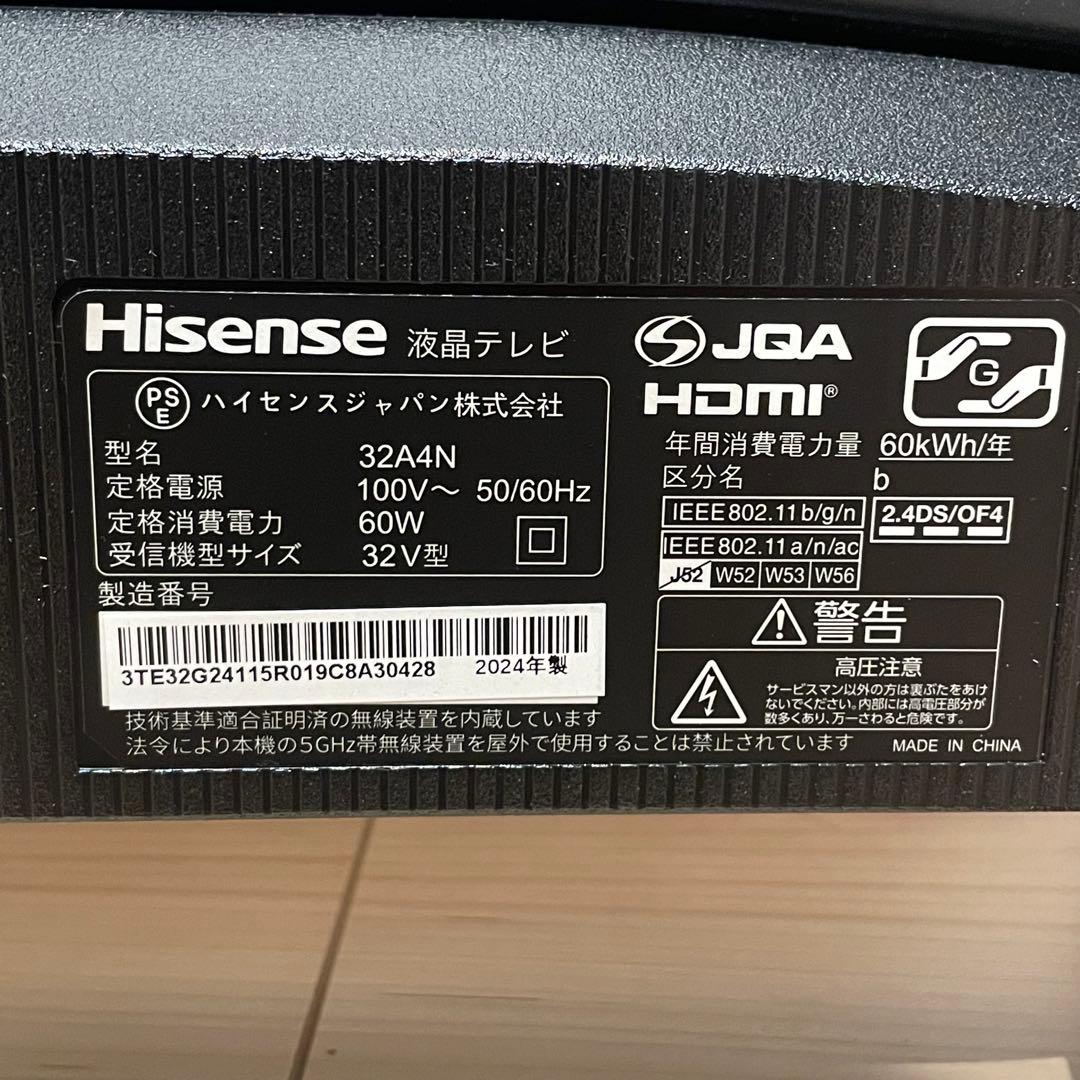 Hisense 液晶テレビ
PSE ハイセンスジャパン株式会社
型名 32A4N
定格電源 100V～ 50/60Hz
定格消費電力 60W
受信機型サイズ 32V型
製造番号
3TE32G24115R019C8A30428 2024年製
JQA
HDMI®
G
年間消費電力量 60kWh/年
区分名 b
IEEE802.11b/g/n
2.4DS/OF4
IEEE802.11a/n/ac
J52 W52 W53 W56
警告
高圧注意
サービスマン以外の方は裏ぶたをあけ
ないでください。内部には高電圧部分が
数多くあり、万一さわると危険です。
技術基準適合証明済の無線装置を内蔵しています
法令により本機の5GHz帯無線装置を屋外で使用することは禁止されています
MADE IN CHINA